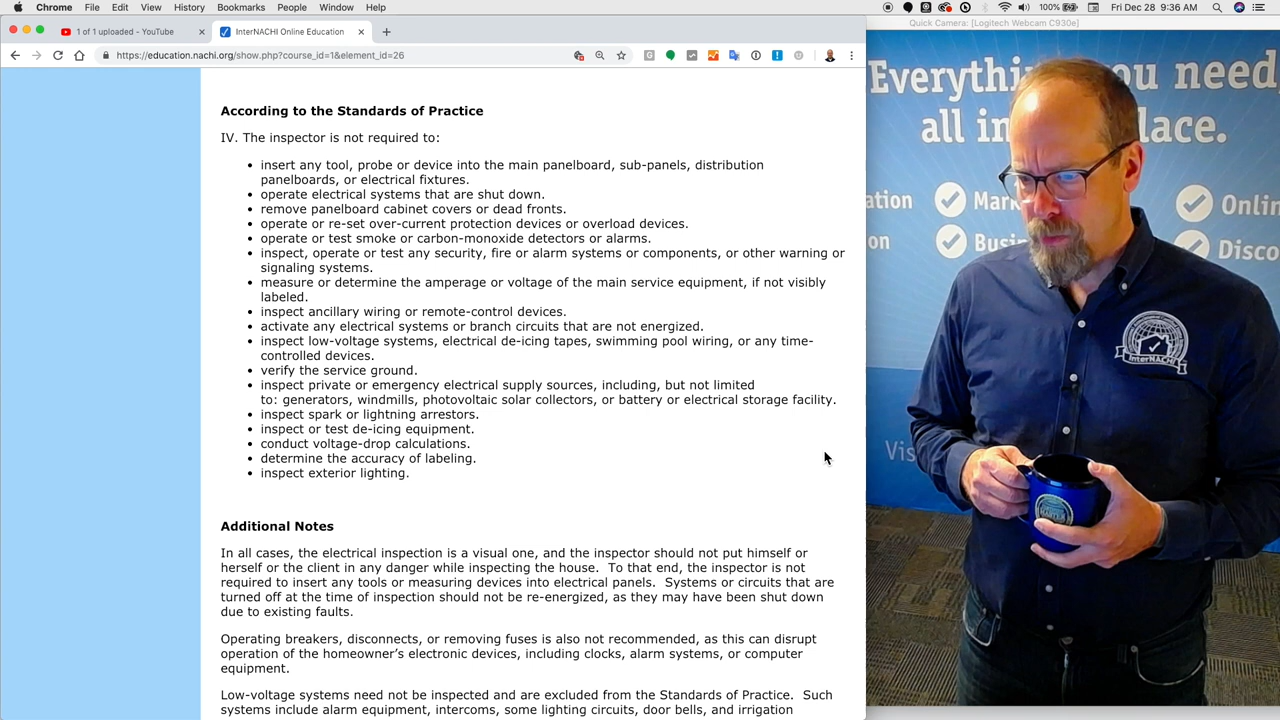 Chrome File Edit View History Bookmarks People Window Help
100% Fri Dec 28 9:36 AM
Quick Camera: [Logitech Webcam C930e]
1 of 1 uploaded - YouTube
InterNACHI Online Education
https://education.nachi.org/show.php?course_id=1&element_id=26
According to the Standards of Practice
IV. The inspector is not required to:
• insert any tool, probe or device into the main panelboard, sub-panels, distribution
panelboards, or electrical fixtures.
• operate electrical systems that are shut down.
• remove panelboard cabinet covers or dead fronts.
• operate or re-set over-current protection devices or overload devices.
• operate or test smoke or carbon-monoxide detectors or alarms.
• inspect, operate or test any security, fire or alarm systems or components, or other warning or
signaling systems.
• measure or determine the amperage or voltage of the main service equipment, if not visibly
labeled.
• inspect ancillary wiring or remote-control devices.
• activate any electrical systems or branch circuits that are not energized.
• inspect low-voltage systems, electrical de-icing tapes, swimming pool wiring, or any time-
controlled devices.
• verify the service ground.
• inspect private or emergency electrical supply sources, including, but not limited
to: generators, windmills, photovoltaic solar collectors, or battery or electrical storage facility.
• inspect spark or lightning arrestors.
• inspect or test de-icing equipment.
• conduct voltage-drop calculations.
• determine the accuracy of labeling.
• inspect exterior lighting.
Additional Notes
In all cases, the electrical inspection is a visual one, and the inspector should not put himself or
herself or the client in any danger while inspecting the house. To that end, the inspector is not
required to insert any tools or measuring devices into electrical panels. Systems or circuits that are
turned off at the time of inspection should not be re-energized, as they may have been shut down
due to existing faults.
Operating breakers, disconnects, or removing fuses is also not recommended, as this can disrupt
operation of the homeowner's electronic devices, including clocks, alarm systems, or computer
equipment.
Low-voltage systems need not be inspected and are excluded from the Standards of Practice. Such
systems include alarm equipment, intercoms, some lighting circuits, door bells, and irrigation
Everythin ou need,
all in lace.
ation Mark Onlin
on Busi Disco
Vis
InterNACHI